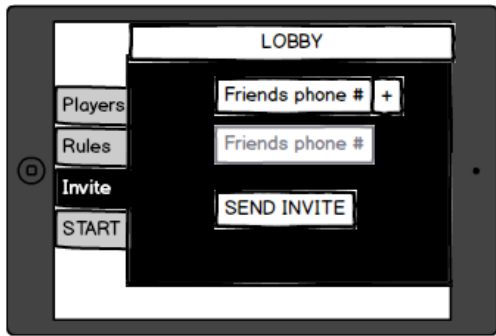 LOBBY
Players
Rules
Invite
START
Friends phone # +
Friends phone #
SEND INVITE